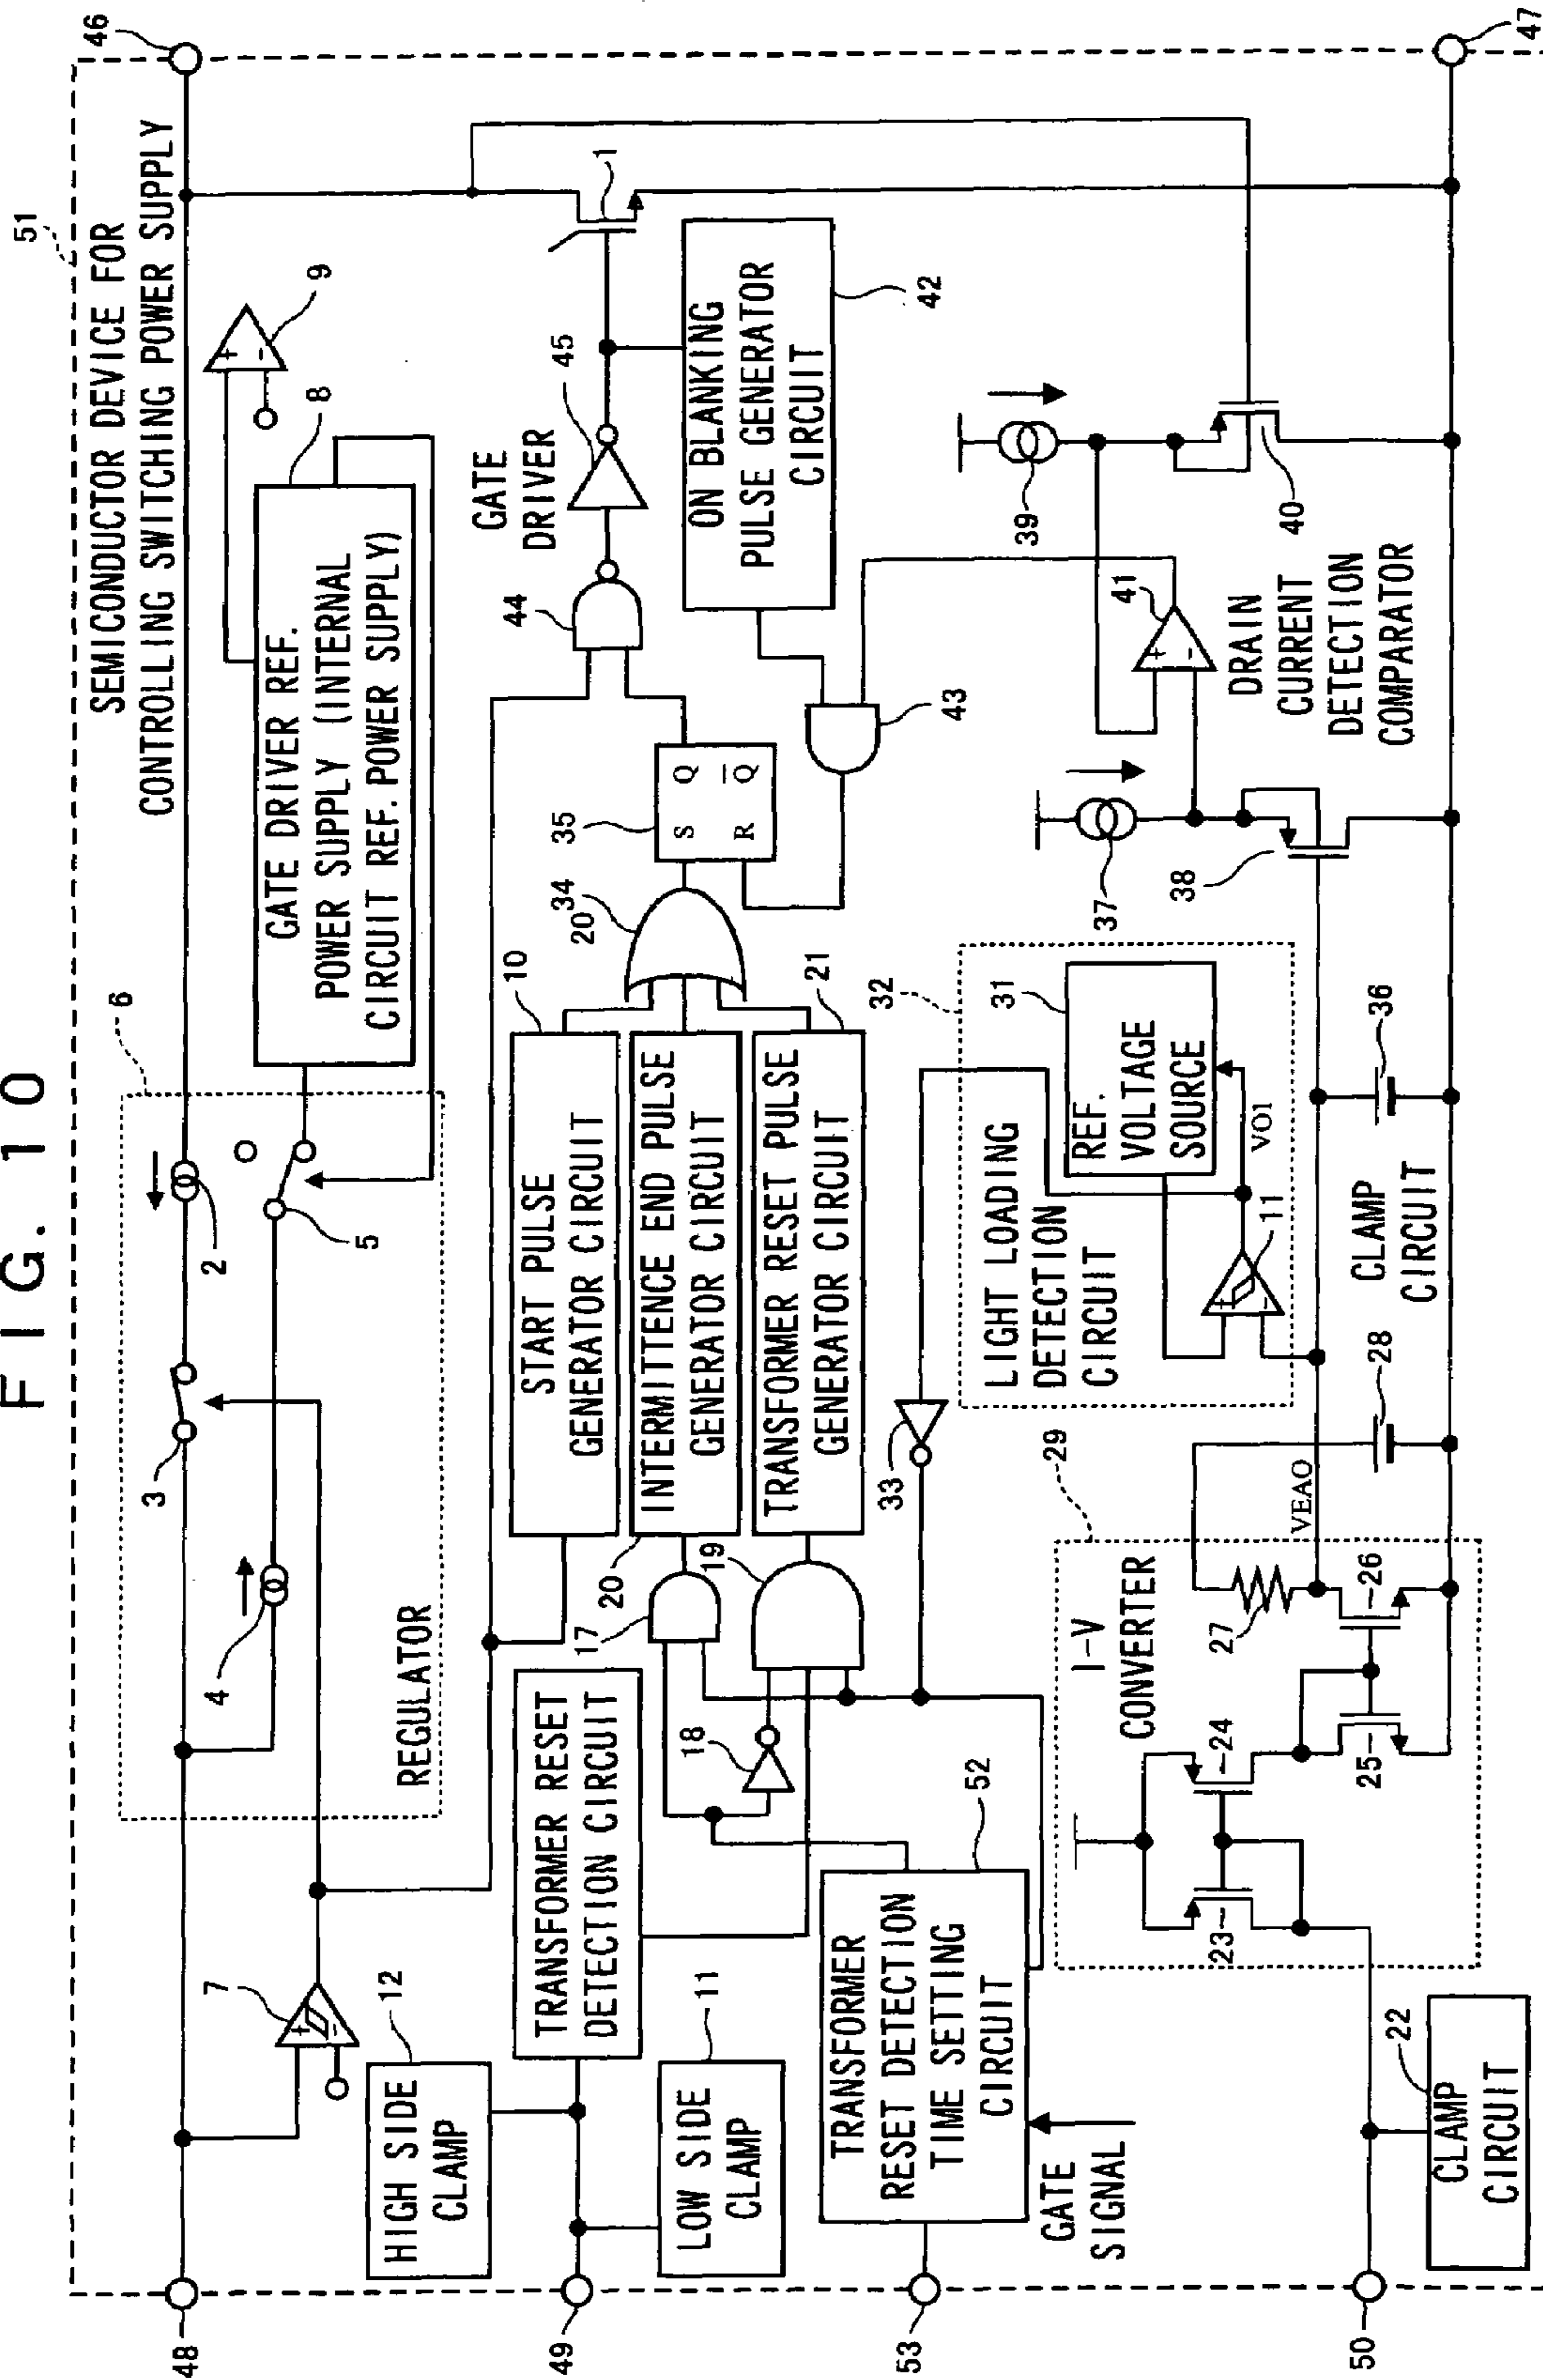 FIG. 10
51
SEMICONDUCTOR DEVICE FOR
CONTROLLING SWITCHING POWER SUPPLY
46
6
3
2
4
5
REGULATOR
48
7
9
8
GATE DRIVER REF.
POWER SUPPLY (INTERNAL
CIRCUIT REF. POWER SUPPLY)
+
-
+
-
12
HIGH SIDE
CLAMP
49
11
LOW SIDE
CLAMP
TRANSFORMER RESET
DETECTION CIRCUIT
10
START PULSE
GENERATOR CIRCUIT
20
INTERMITTENCE END PULSE
GENERATOR CIRCUIT
21
TRANSFORMER RESET PULSE
GENERATOR CIRCUIT
17
18
19
34
20
35
S
Q
R
Q̅
44
GATE
DRIVER
45
1
ON BLANKING
PULSE GENERATOR
CIRCUIT
42
43
53
52
TRANSFORMER
RESET DETECTION
TIME SETTING
CIRCUIT
GATE
SIGNAL
33
32
LIGHT LOADING
DETECTION
CIRCUIT
31
REF.
VOLTAGE
SOURCE
VO1
11
+
-
29
I-V
CONVERTER
23
24
25
26
27
VEAO
28
CLAMP
CIRCUIT
36
37
38
39
40
41
+
-
DRAIN
CURRENT
DETECTION
COMPARATOR
50
22
CLAMP
CIRCUIT
47